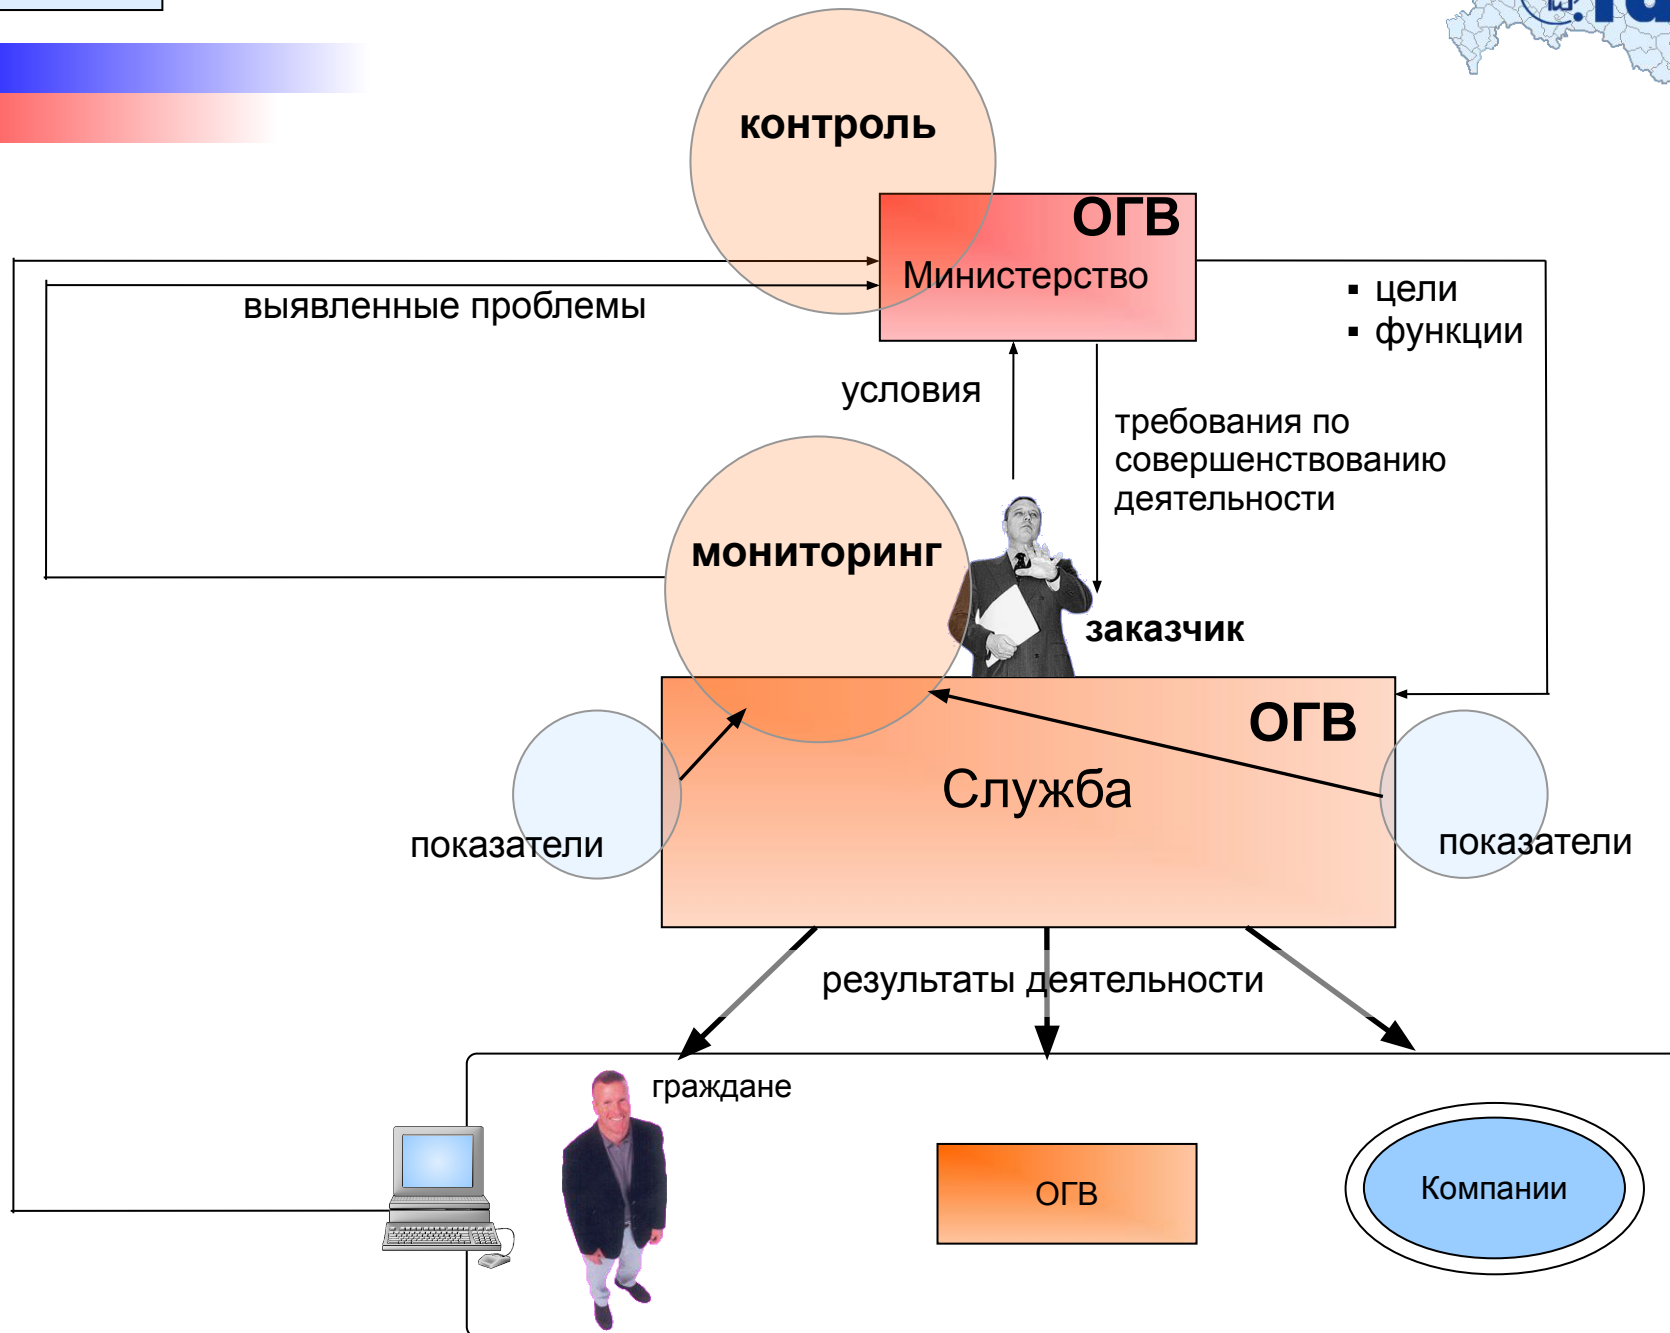 контроль
ОГВ
Министерство
выявленные проблемы
▪ цели
▪ функции
условия
требования по
совершенствованию
деятельности
мониторинг
заказчик
ОГВ
Служба
показатели
показатели
результаты деятельности
граждане
ОГВ
Компании